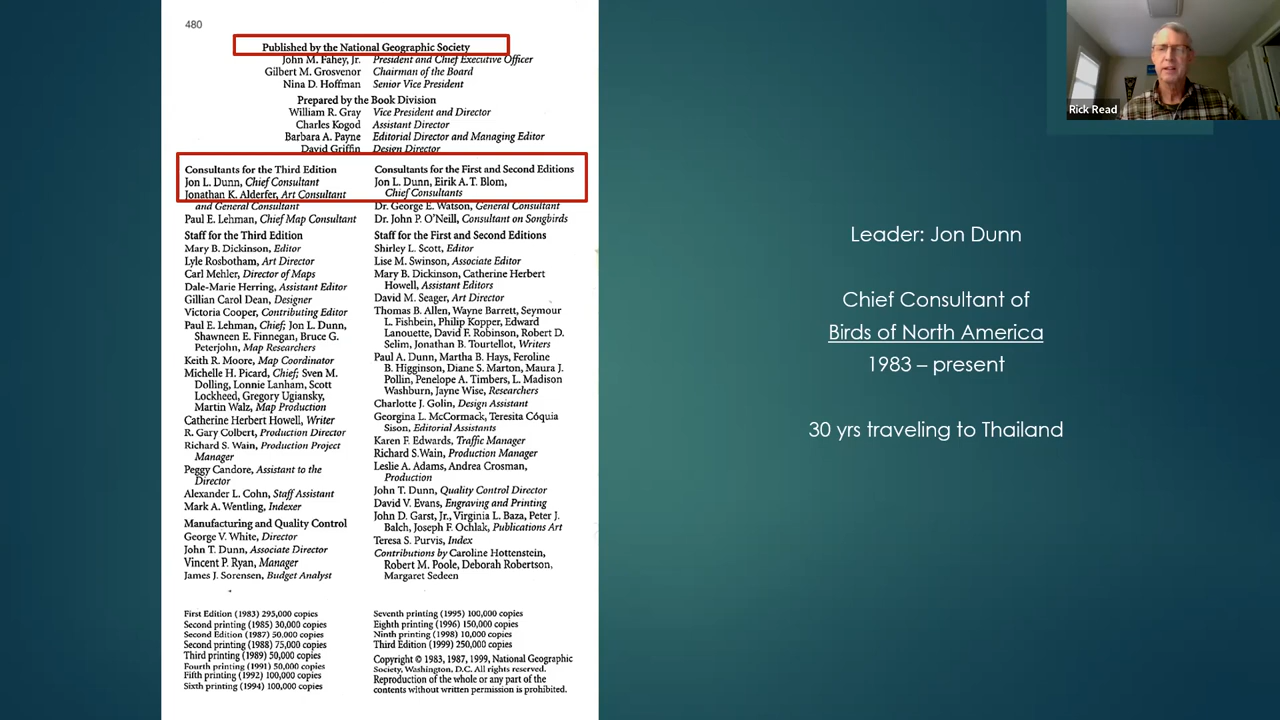 480
Published by the National Geographic Society
John M. Fahey, Jr. President and Chief Executive Officer
Gilbert M. Grosvenor Chairman of the Board
Nina D. Hoffman Senior Vice President
Prepared by the Book Division
William R. Gray Vice President and Director
Charles Kogod Assistant Director
Barbara A. Payne Editorial Director and Managing Editor
David Griffin Design Director
Consultants for the Third Edition
Jon L. Dunn, Chief Consultant
Jonathan K. Alderfer, Art Consultant
and General Consultant
Paul E. Lehman, Chief Map Consultant
Staff for the Third Edition
Mary B. Dickinson, Editor
Lyle Rosbotham, Art Director
Carl Mehler, Director of Maps
Dale-Marie Herring, Assistant Editor
Gillian Carol Dean, Designer
Victoria Cooper, Contributing Editor
Paul E. Lehman, Chief; Jon L. Dunn,
Shawneen E. Finnegan, Bruce G.
Peterjohn, Map Researchers
Keith R. Moore, Map Coordinator
Michelle H. Picard, Chief; Sven M.
Dolling, Lonnie Lanham, Scott
Lockheed, Gregory Ugiansky,
Martin Walz, Map Production
Catherine Herbert Howell, Writer
R. Gary Colbert, Production Director
Richard S. Wain, Production Project
Manager
Peggy Candore, Assistant to the
Director
Alexander L. Cohn, Staff Assistant
Mark A. Wentling, Indexer
Manufacturing and Quality Control
George V. White, Director
John T. Dunn, Associate Director
Vincent P. Ryan, Manager
James J. Sorensen, Budget Analyst
Consultants for the First and Second Editions
Jon L. Dunn, Eirik A. T. Blom,
Chief Consultants
Dr. George E. Watson, General Consultant
Dr. John P. O'Neill, Consultant on Songbirds
Staff for the First and Second Editions
Shirley L. Scott, Editor
Lise M. Swinson, Associate Editor
Mary B. Dickinson, Catherine Herbert
Howell, Assistant Editors
David M. Seager, Art Director
Thomas B. Allen, Wayne Barrett, Seymour
L. Fishbein, Philip Kopper, Edward
Lanouette, David F. Robinson, Robert D.
Selim, Jonathan B. Tourtellot, Writers
Paul A. Dunn, Martha B. Hays, Feroline
B. Higginson, Diane S. Marton, Maura J.
Pollin, Penelope A. Timbers, L. Madison
Washburn, Jayne Wise, Researchers
Charlotte J. Golin, Design Assistant
Georgina L. McCormack, Teresita Cóquia
Sison, Editorial Assistants
Karen F. Edwards, Traffic Manager
Richard S.Wain, Production Manager
Leslie A. Adams, Andrea Crosman,
Production
John T. Dunn, Quality Control Director
David V. Evans, Engraving and Printing
John D. Garst, Jr., Virginia L. Baza, Peter J.
Balch, Joseph F. Ochlak, Publications Art
Teresa S. Purvis, Index
Contributions by Caroline Hottenstein,
Robert M. Poole, Deborah Robertson,
Margaret Sedeen
First Edition (1983) 295,000 copies
Second printing (1985) 30,000 copies
Second Edition (1987) 50,000 copies
Second printing (1988) 75,000 copies
Third printing (1989) 50,000 copies
Fourth printing (1991) 50,000 copies
Fifth printing (1992) 100,000 copies
Sixth printing (1994) 100,000 copies
Seventh printing (1995) 100,000 copies
Eighth printing (1996) 150,000 copies
Ninth printing (1998) 10,000 copies
Third Edition (1999) 250,000 copies
Copyright © 1983, 1987, 1999, National Geographic
Society, Washington, D.C. All rights reserved.
Reproduction of the whole or any part of the
contents without written permission is prohibited.
Leader: Jon Dunn
Chief Consultant of
Birds of North America
1983 – present
30 yrs traveling to Thailand
Rick Read